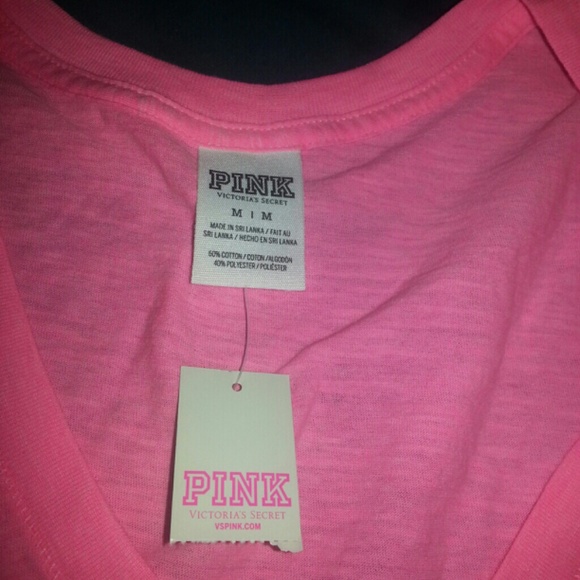 PINK
VICTORIA'S SECRET
M | M
MADE IN SRI LANKA / FAIT AU
SRI LANKA / HECHO EN SRI LANKA
60% COTTON / COTON /ALGODÓN
40% POLYESTER / POLIÉSTER
PINK
VICTORIA'S SECRET
VSPINK.COM